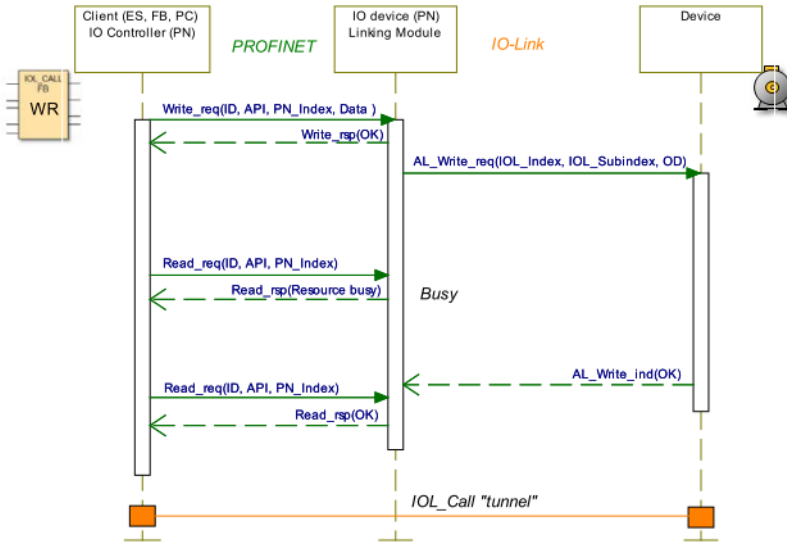 Client (ES, FB, PC)
IO Controller (PN)
PROFINET
IO device (PN)
Linking Module
IO-Link
Device
IOL_CALL
FB
WR
Write_req(ID, API, PN_Index, Data )
Write_rsp(OK)
AL_Write_req(IOL_Index, IOL_Subindex, OD)
Read_req(ID, API, PN_Index)
Read_rsp(Resource busy)
Busy
AL_Write_ind(OK)
Read_req(ID, API, PN_Index)
Read_rsp(OK)
IOL_Call "tunnel"